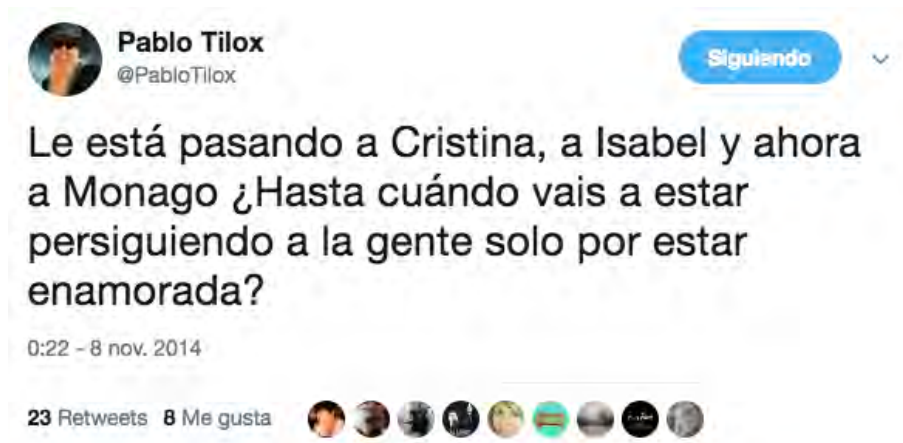 Pablo Tilox
@PabloTilox
Siguiendo
Le está pasando a Cristina, a Isabel y ahora
a Monago ¿Hasta cuándo vais a estar
persiguiendo a la gente solo por estar
enamorada?
0:22 - 8 nov. 2014
23 Retweets 8 Me gusta